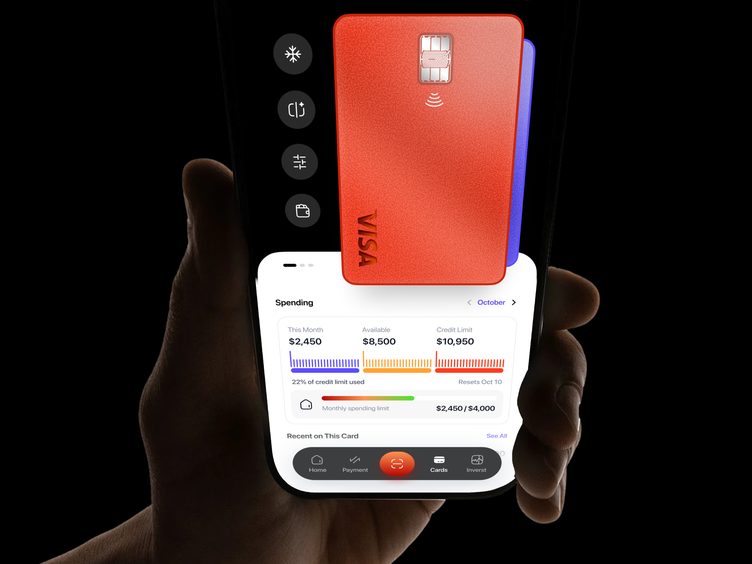 VISA
Spending
October
This Month
Available
Credit Limit
$2,450
$8,500
$10,950
22% of credit limit used
Resets Oct 10
Monthly spending limit
$2,450 / $4,000
Recent on This Card
See All
Home
Payment
Cards
Inverst